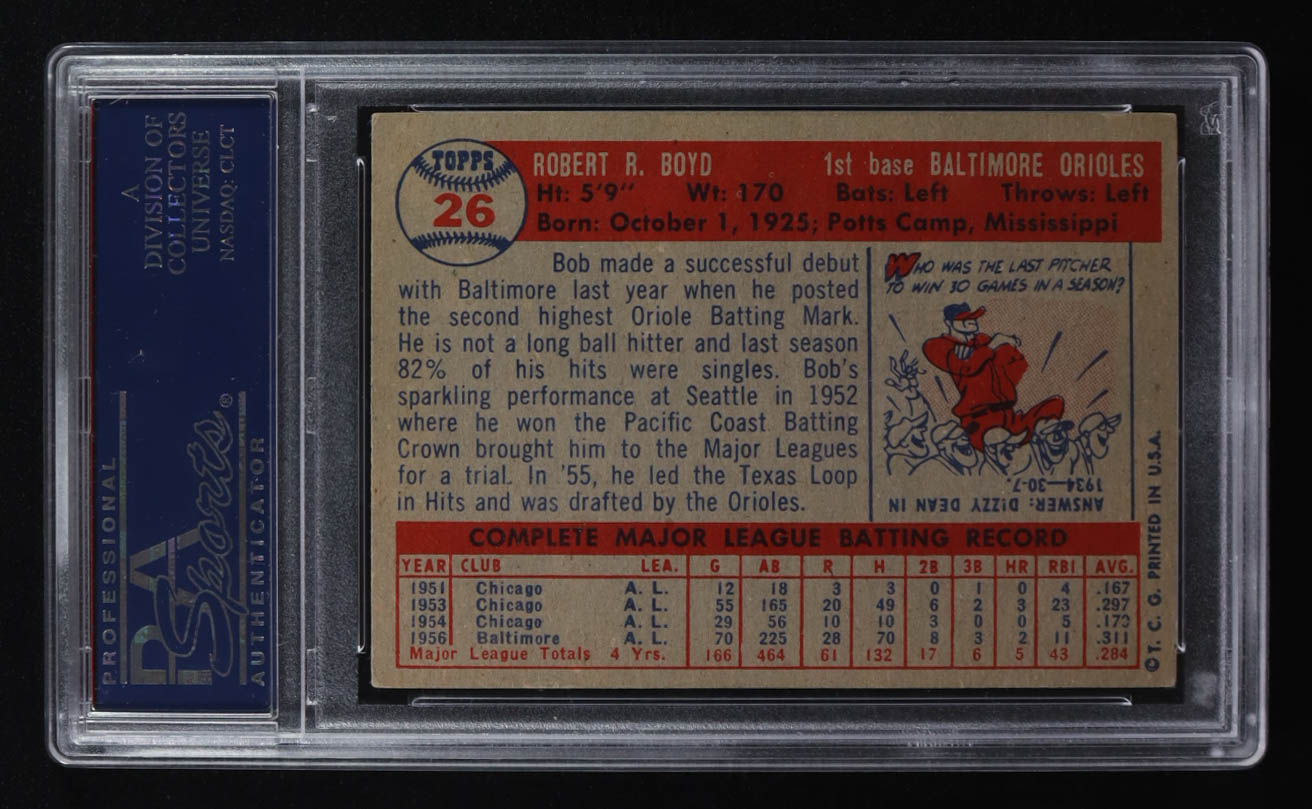 A
DIVISION OF
COLLECTORS
UNIVERSE
NASDAQ: CLCT
PROFESSIONAL
PSA
Sports®
AUTHENTICATOR
TOPPS
26
ROBERT R. BOYD 1st base BALTIMORE ORIOLES
Ht: 5'9" Wt: 170 Bats: Left Throws: Left
Born: October 1, 1925; Potts Camp, Mississippi
Bob made a successful debut
with Baltimore last year when he posted
the second highest Oriole Batting Mark.
He is not a long ball hitter and last season
82% of his hits were singles. Bob's
sparkling performance at Seattle in 1952
where he won the Pacific Coast Batting
Crown brought him to the Major Leagues
for a trial. In '55, he led the Texas Loop
in Hits and was drafted by the Orioles.
WHO WAS THE LAST PITCHER
TO WIN 30 GAMES IN A SEASON?
ANSWER: DIZZY DEAN IN
1934—30-7.
COMPLETE MAJOR LEAGUE BATTING RECORD
YEAR CLUB LEA. G AB R H 2B 3B HR RBI AVG.
1951 Chicago A. L. 12 18 3 3 0 1 0 4 .167
1953 Chicago A. L. 55 165 20 49 6 2 3 23 .297
1954 Chicago A. L. 29 56 10 10 3 0 0 5 .179
1956 Baltimore A. L. 70 225 28 70 8 3 2 11 .311
Major League Totals 4 Yrs. 166 464 61 132 17 6 5 43 .284
©T. C. G. PRINTED IN U.S.A.